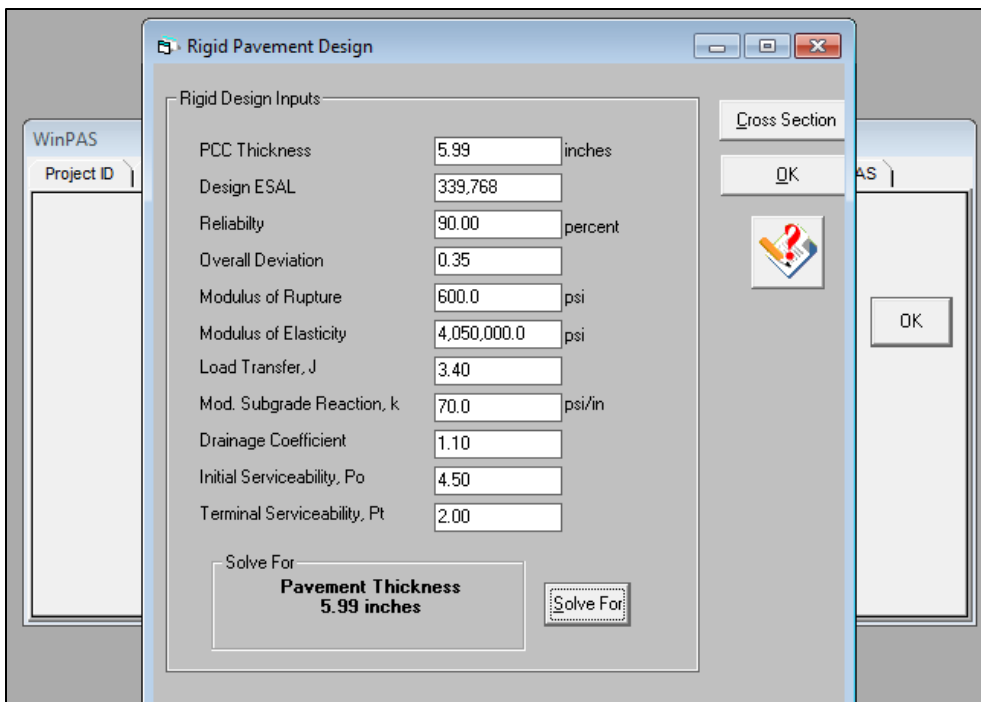 Rigid Pavement Design
WinPAS
Project ID
AS
OK
Rigid Design Inputs
PCC Thickness 5.99 inches
Design ESAL 339,768
Reliabilty 90.00 percent
Overall Deviation 0.35
Modulus of Rupture 600.0 psi
Modulus of Elasticity 4,050,000.0 psi
Load Transfer, J 3.40
Mod. Subgrade Reaction, k 70.0 psi/in
Drainage Coefficient 1.10
Initial Serviceability, Po 4.50
Terminal Serviceability, Pt 2.00
Solve For
Pavement Thickness
5.99 inches
Solve For
Cross Section
OK